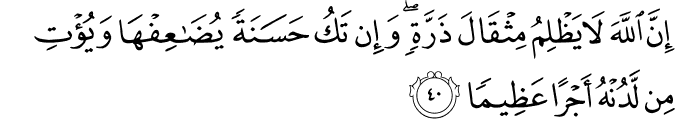 إِنَّ ٱللَّهَ لَا يَظْلِمُ مِثْقَالَ ذَرَّةٍۖ وَإِن تَكُ حَسَنَةً يُضَٰعِفْهَا وَيُؤْتِ
مِن لَّدُنْهُ أَجْرًا عَظِيمًا ٤٠